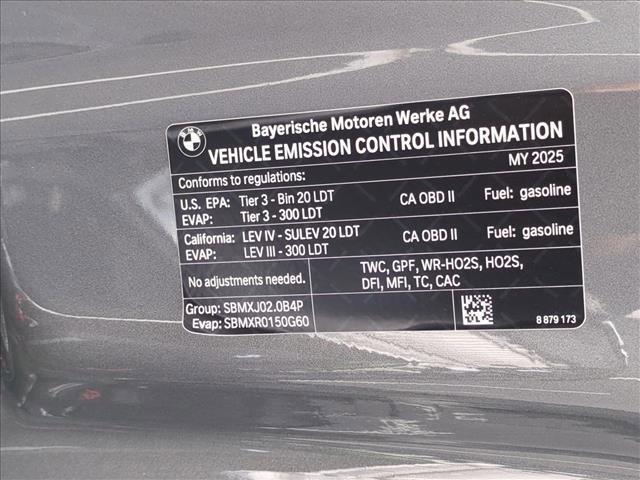 BMW
Bayerische Motoren Werke AG
VEHICLE EMISSION CONTROL INFORMATION
Conforms to regulations: MY 2025
U.S. EPA: Tier 3 - Bin 20 LDT CA OBD II Fuel: gasoline
EVAP: Tier 3 - 300 LDT
California: LEV IV - SULEV 20 LDT CA OBD II Fuel: gasoline
EVAP: LEV III - 300 LDT
No adjustments needed.
TWC, GPF, WR-HO2S, HO2S,
DFI, MFI, TC, CAC
Group: SBMXJ02.0B4P
Evap: SBMXR0150G60
8 879 173